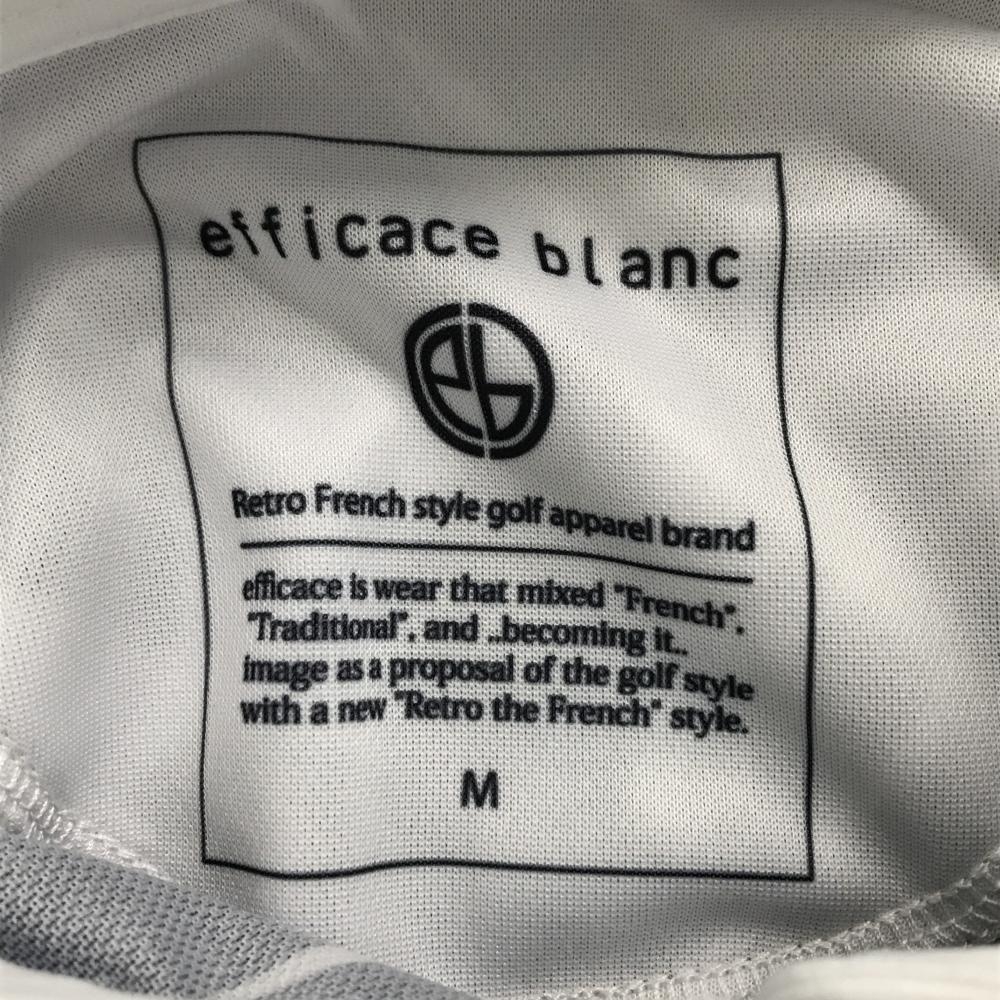 efficace blanc
eb
Retro French style golf apparel brand
efficace is wear that mixed "French".
"Traditional". and ..becoming it..
image as a proposal of the golf style
with a new "Retro the French" style.
M